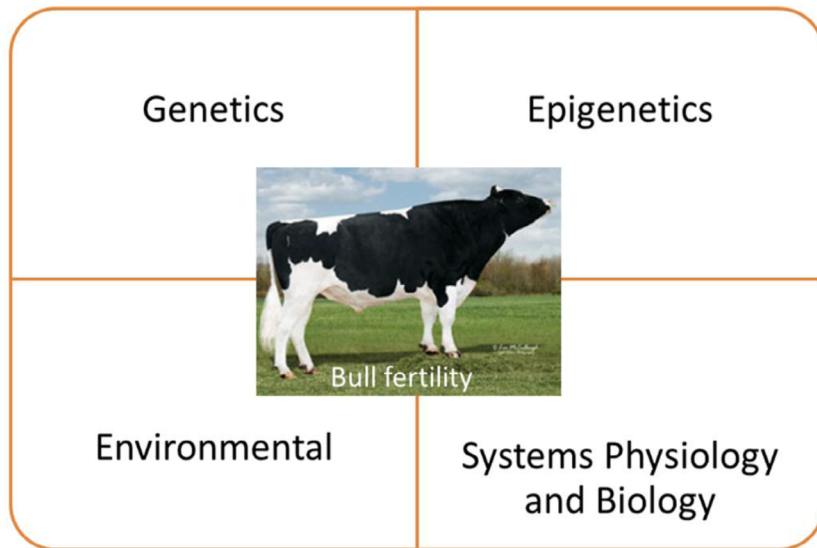 Genetics
Epigenetics
Bull fertility
Environmental
Systems Physiology
and Biology